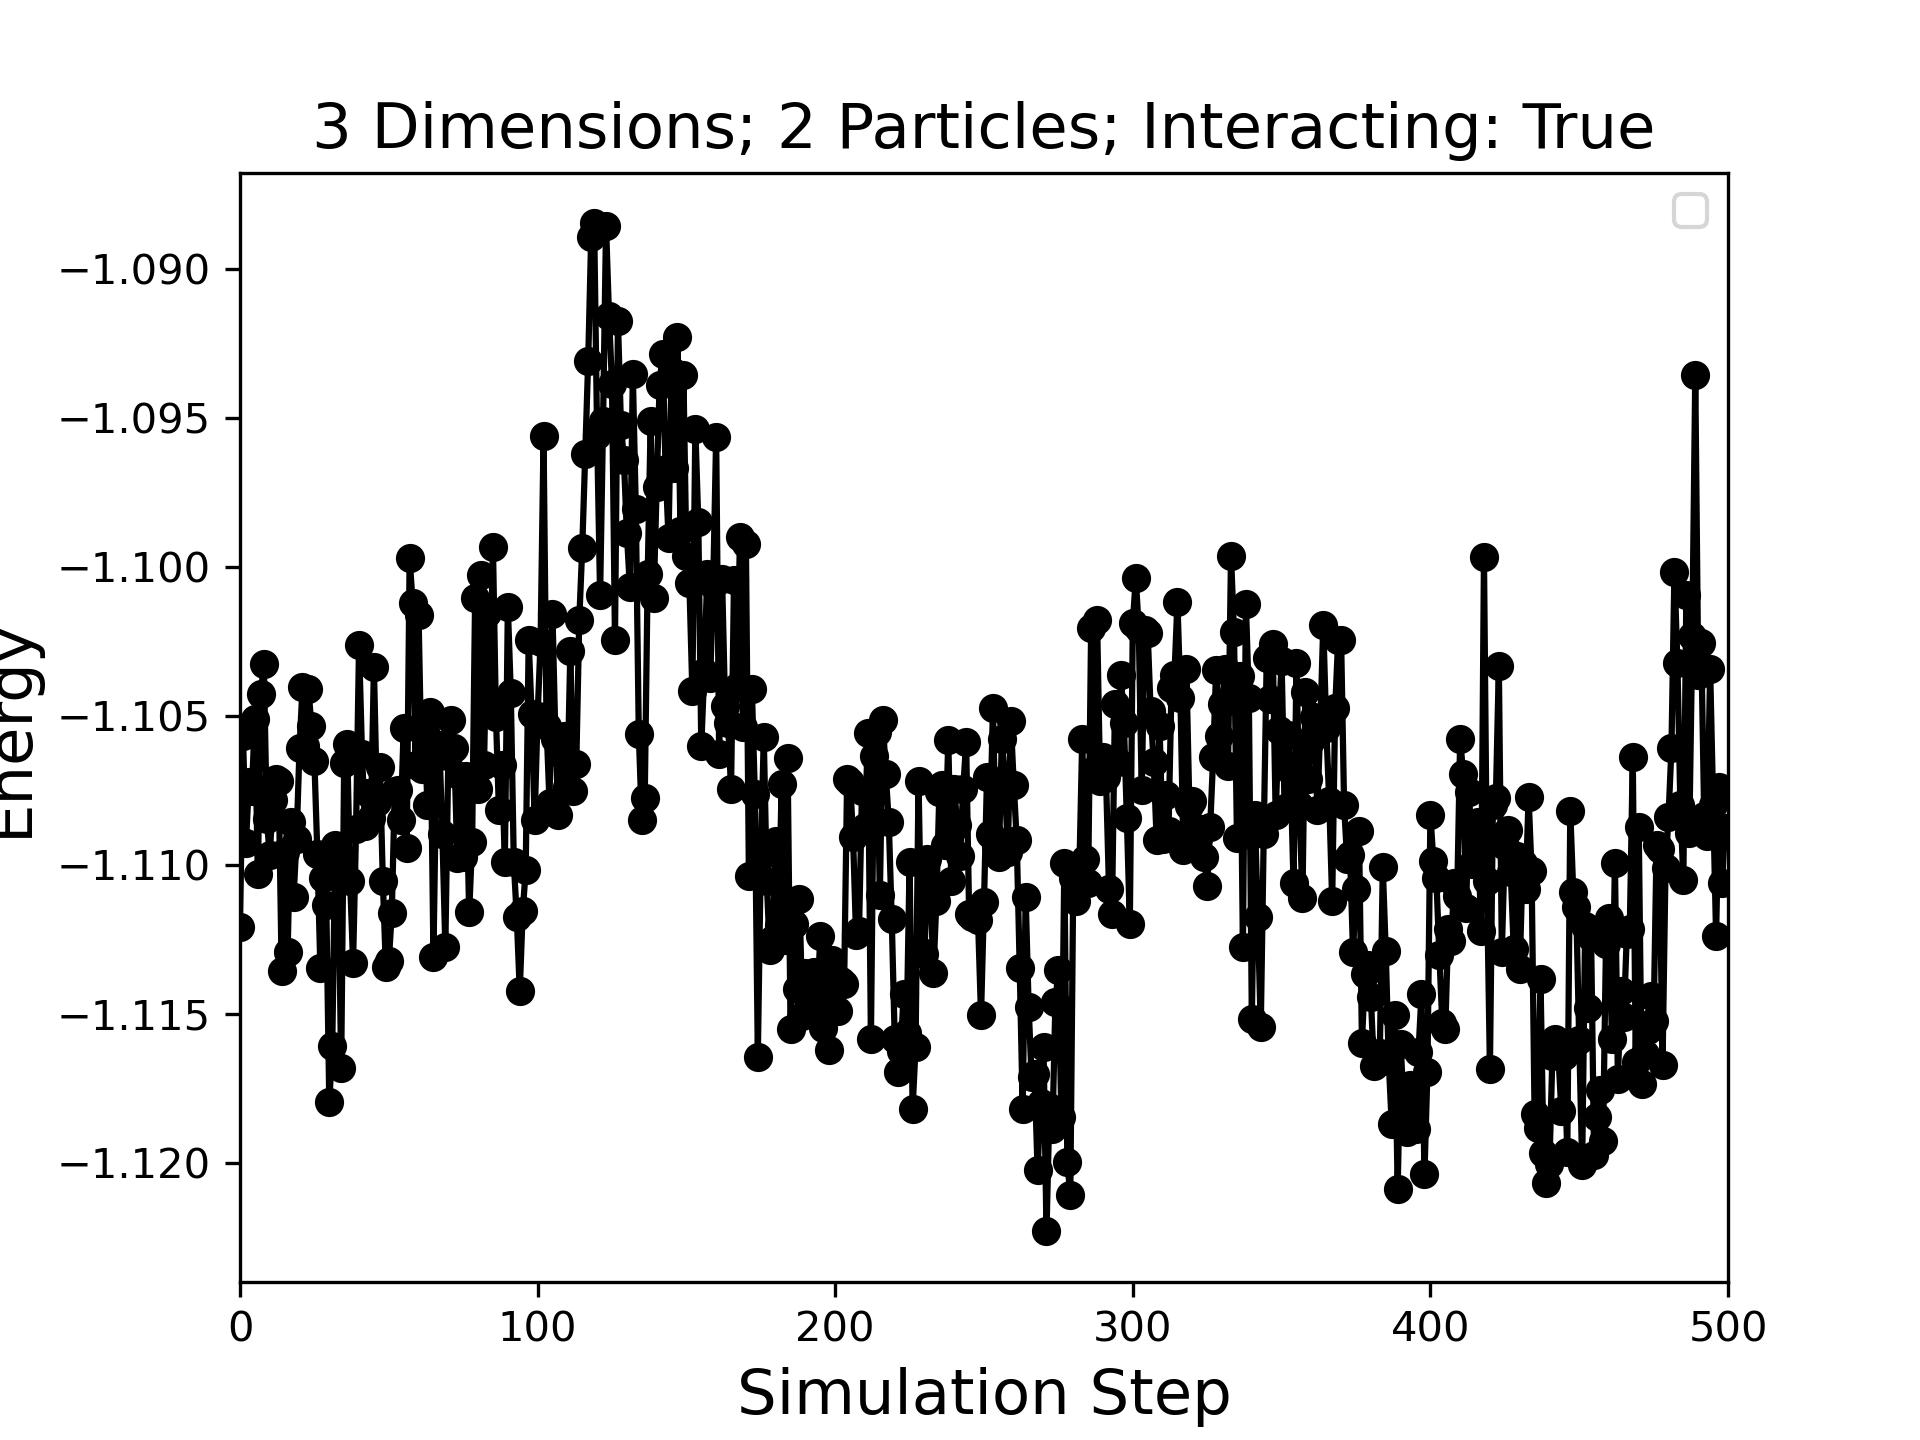 3 Dimensions; 2 Particles; Interacting: True
−1.090
−1.095
−1.100
−1.105
−1.110
−1.115
−1.120
Energy
0 100 200 300 400 500
Simulation Step